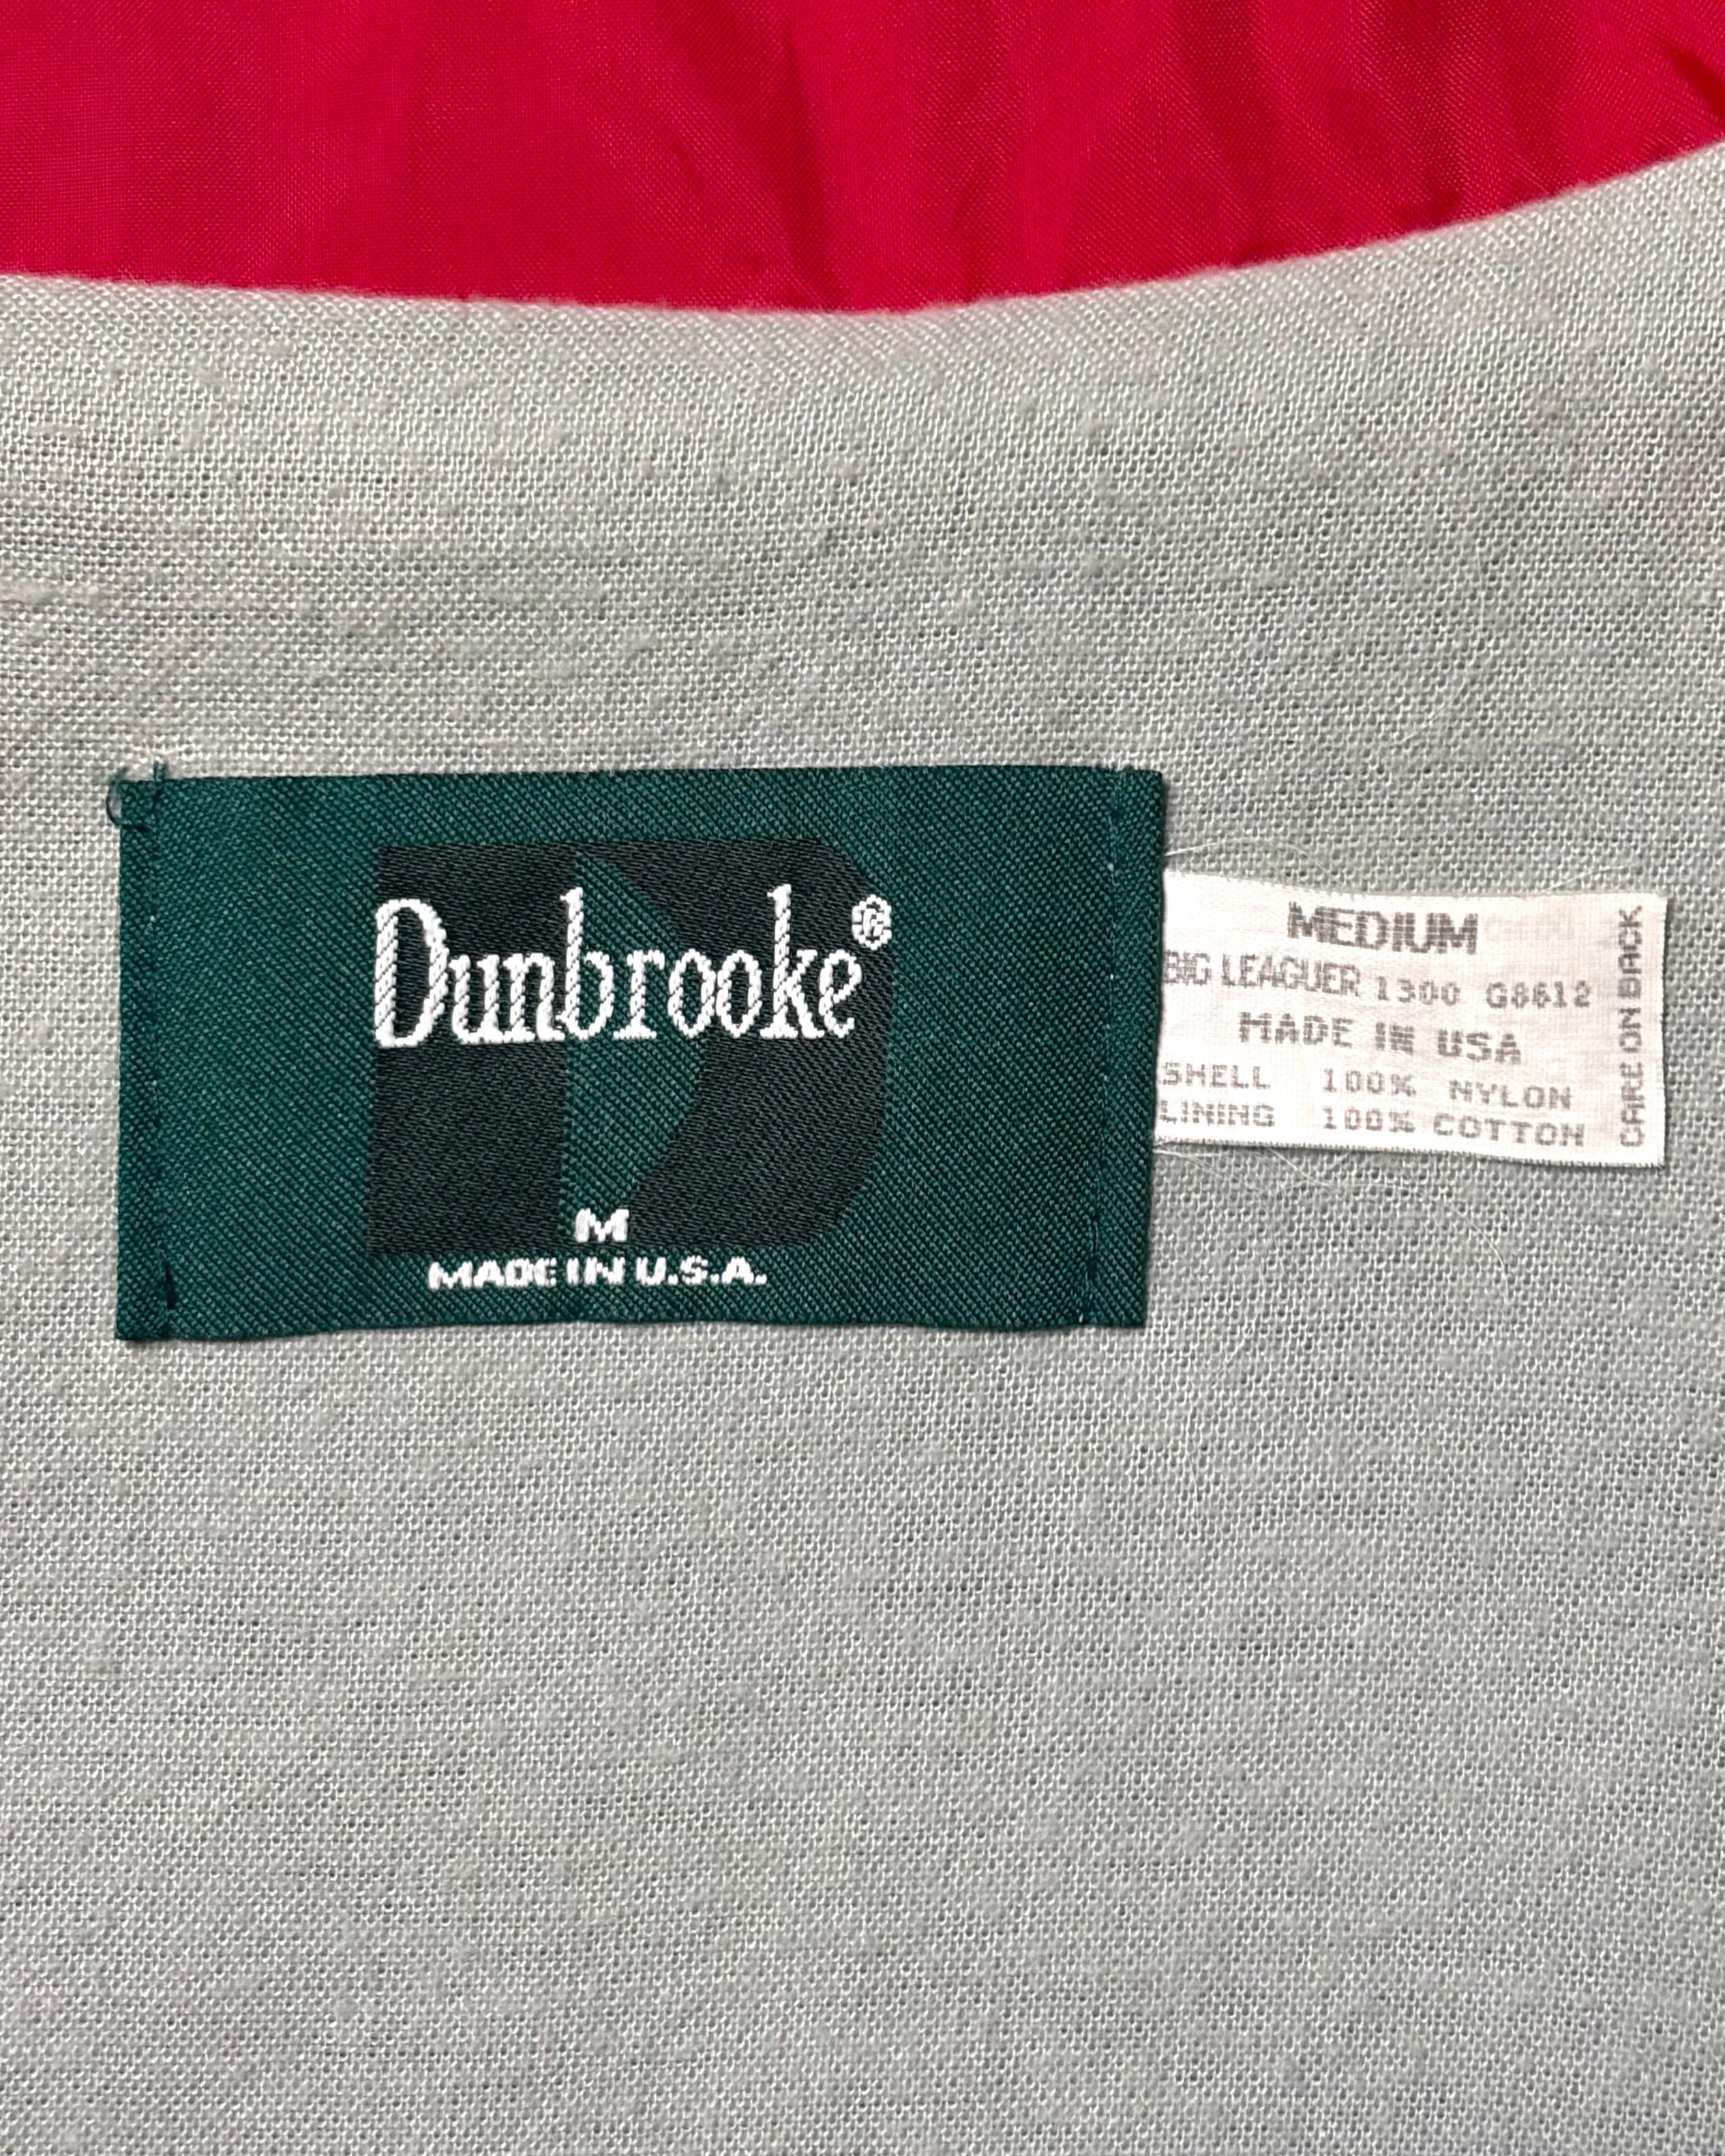 Dunbrooke®
M
MADE IN U.S.A.
MEDIUM
BIG LEAGUER 1300 G8612
MADE IN USA
SHELL 100% NYLON
LINING 100% COTTON
CARE ON BACK